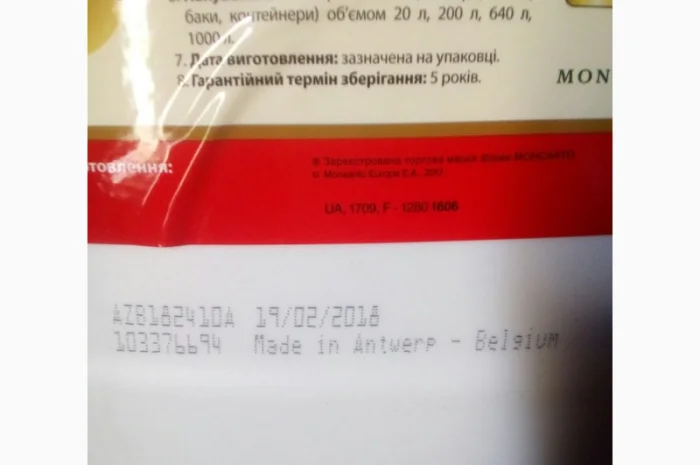 баки, контейнери) об'ємом 20 л, 200 л, 640 л,
1000 л.
7. Дата виготовлення: зазначена на упаковці.
8. Гарантійний термін зберігання: 5 років.
MON
товлення:
® Зареєстрована торгова марка фірми MONSANTO
© Monsanto Europe S.A., 2017
UA, 1709, F - 1280 1606
AZB182410A 19/02/2018
103376694 Made in Antwerp - Belgium